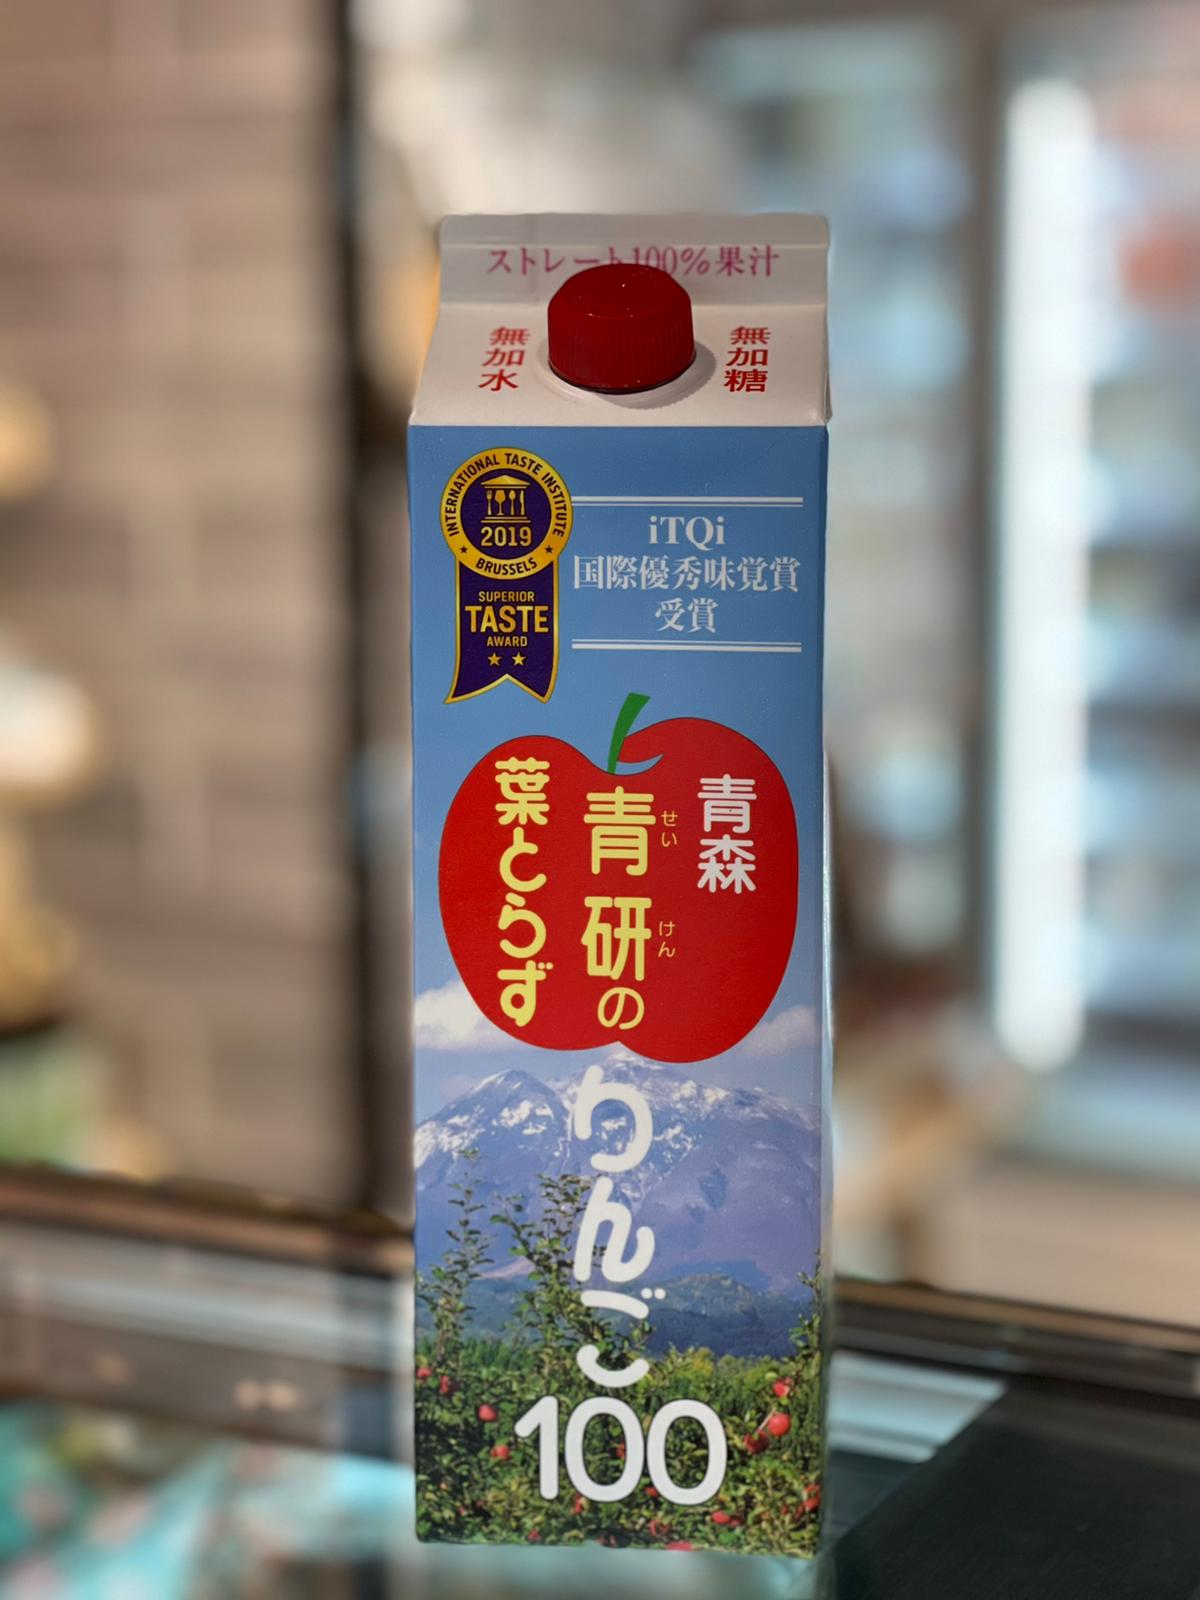 ストレート100%果汁
無加水
無加糖
INTERNATIONAL TASTE INSTITUTE
2019
BRUSSELS
SUPERIOR
TASTE
AWARD
iTQi
国際優秀味覚賞
受賞
青森
青研の
せいけん
葉とらず
りんご
100